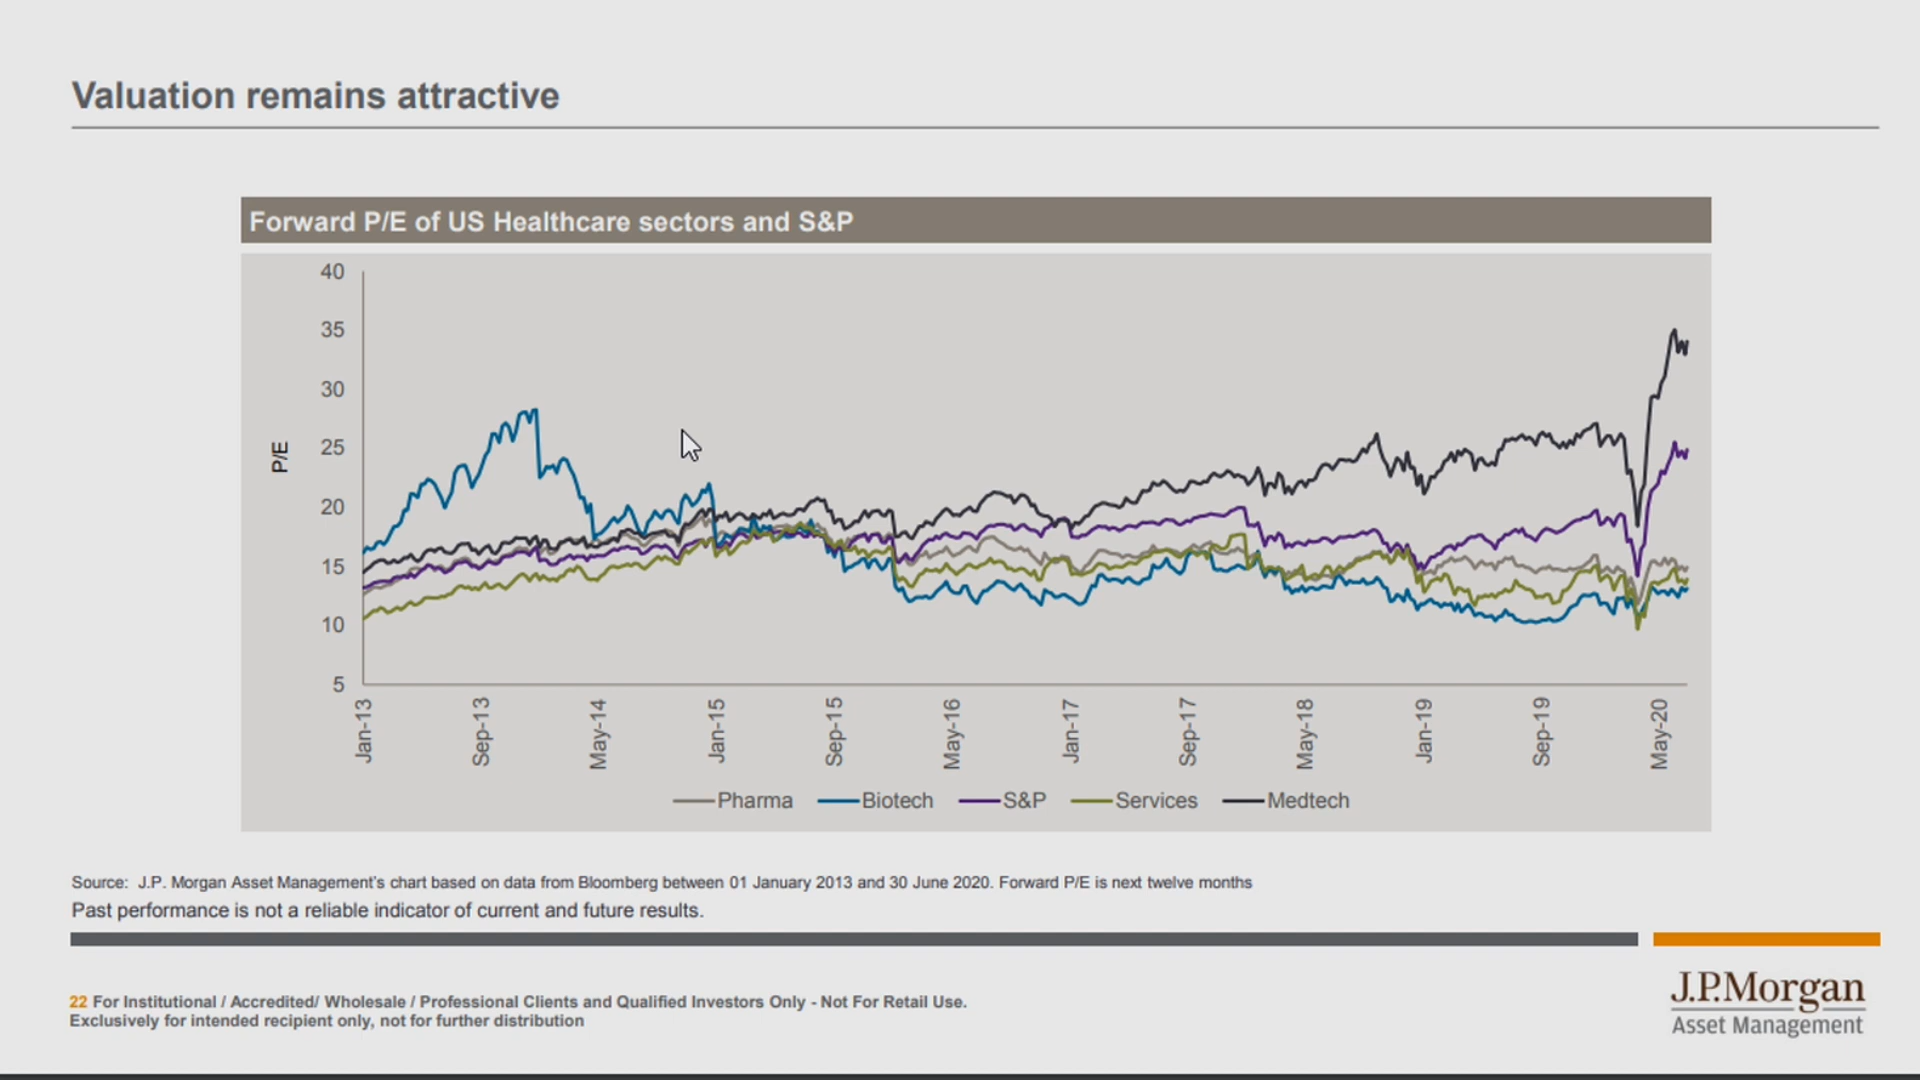 Valuation remains attractive
Forward P/E of US Healthcare sectors and S&P
P/E
40
35
30
25
20
15
10
5
Jan-13
Sep-13
May-14
Jan-15
Sep-15
May-16
Jan-17
Sep-17
May-18
Jan-19
Sep-19
May-20
Pharma Biotech S&P Services Medtech
Source: J.P. Morgan Asset Management's chart based on data from Bloomberg between 01 January 2013 and 30 June 2020. Forward P/E is next twelve months
Past performance is not a reliable indicator of current and future results.
22 For Institutional / Accredited/ Wholesale / Professional Clients and Qualified Investors Only - Not For Retail Use.
Exclusively for intended recipient only, not for further distribution
J.P.Morgan
Asset Management